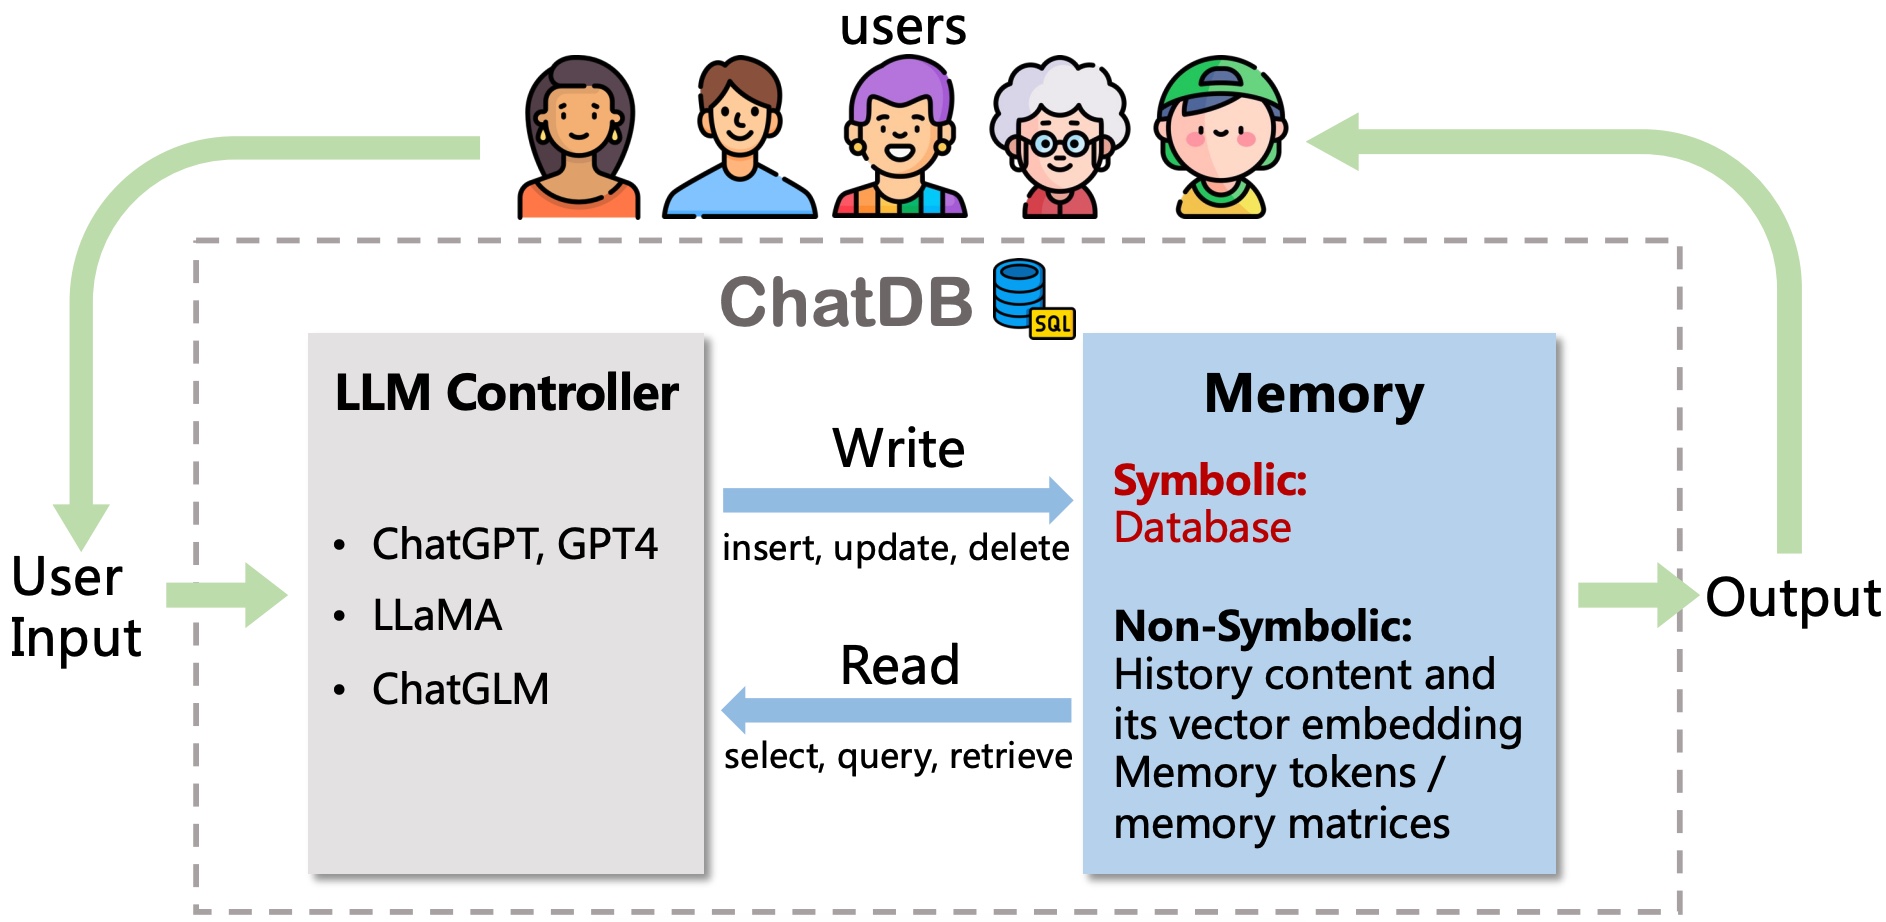 users
ChatDB
SQL
LLM Controller
• ChatGPT, GPT4
• LLaMA
• ChatGLM
Write
insert, update, delete
Read
select, query, retrieve
Memory
Symbolic:
Database
Non-Symbolic:
History content and
its vector embedding
Memory tokens /
memory matrices
User
Input
Output